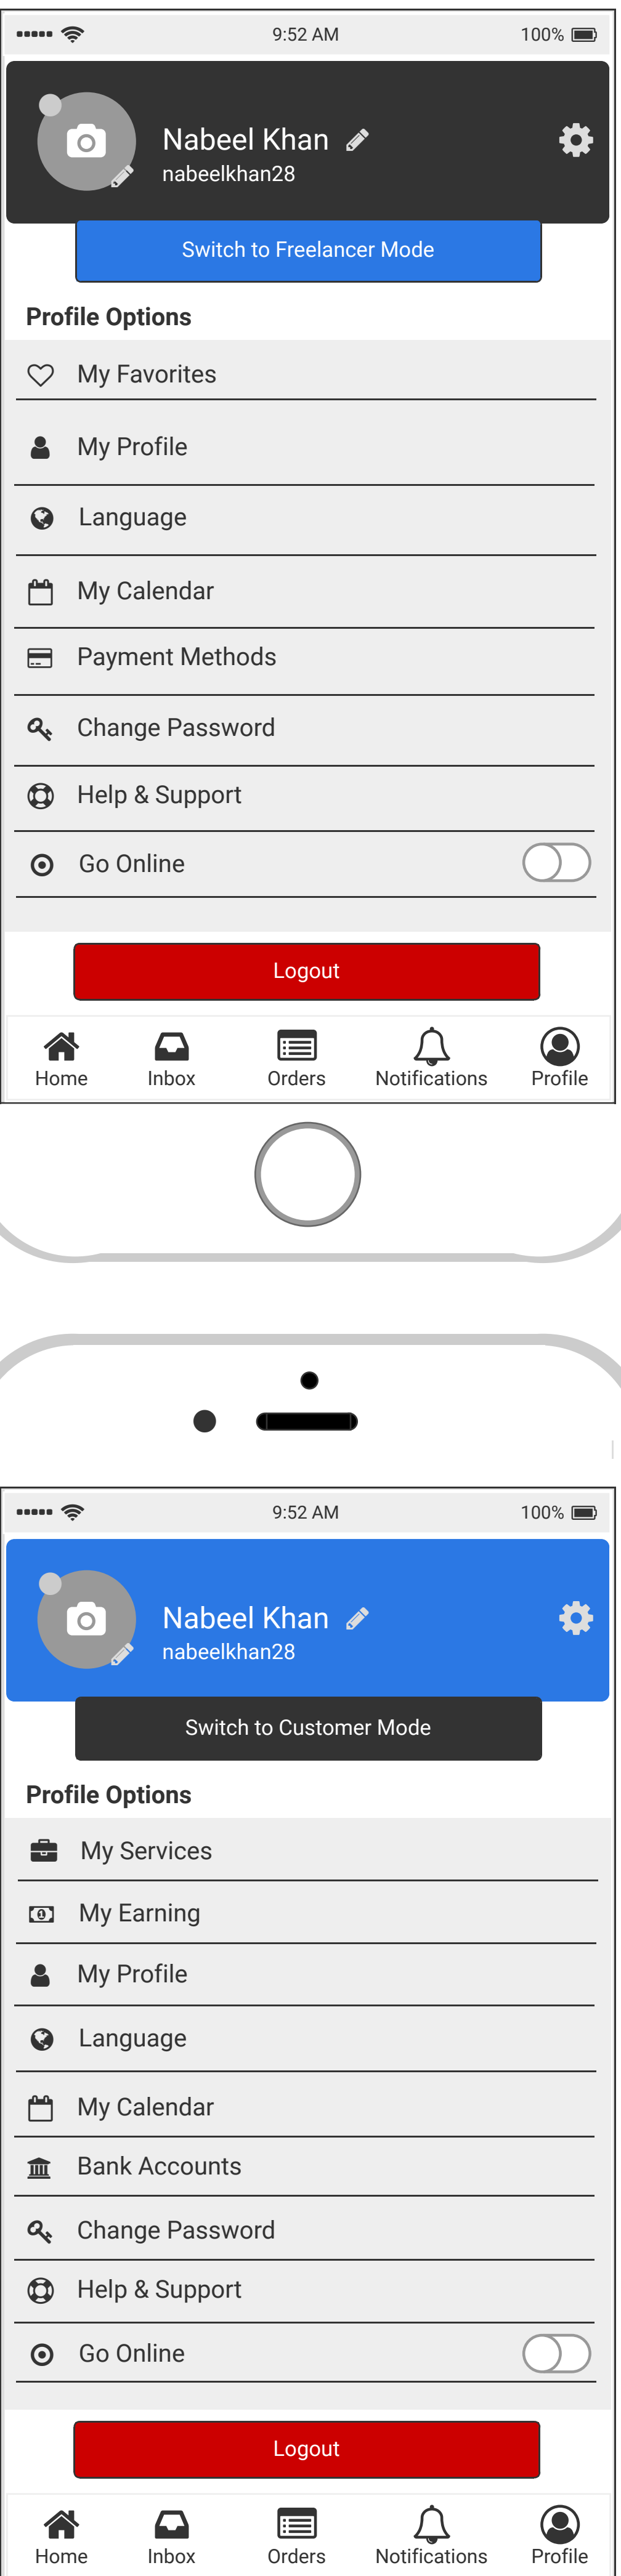 9:52 AM 100%
Nabeel Khan
nabeelkhan28
Switch to Freelancer Mode
Profile Options
My Favorites
My Profile
Language
My Calendar
Payment Methods
Change Password
Help & Support
Go Online
Logout
Home Inbox Orders Notifications Profile
9:52 AM 100%
Nabeel Khan
nabeelkhan28
Switch to Customer Mode
Profile Options
My Services
My Earning
My Profile
Language
My Calendar
Bank Accounts
Change Password
Help & Support
Go Online
Logout
Home Inbox Orders Notifications Profile